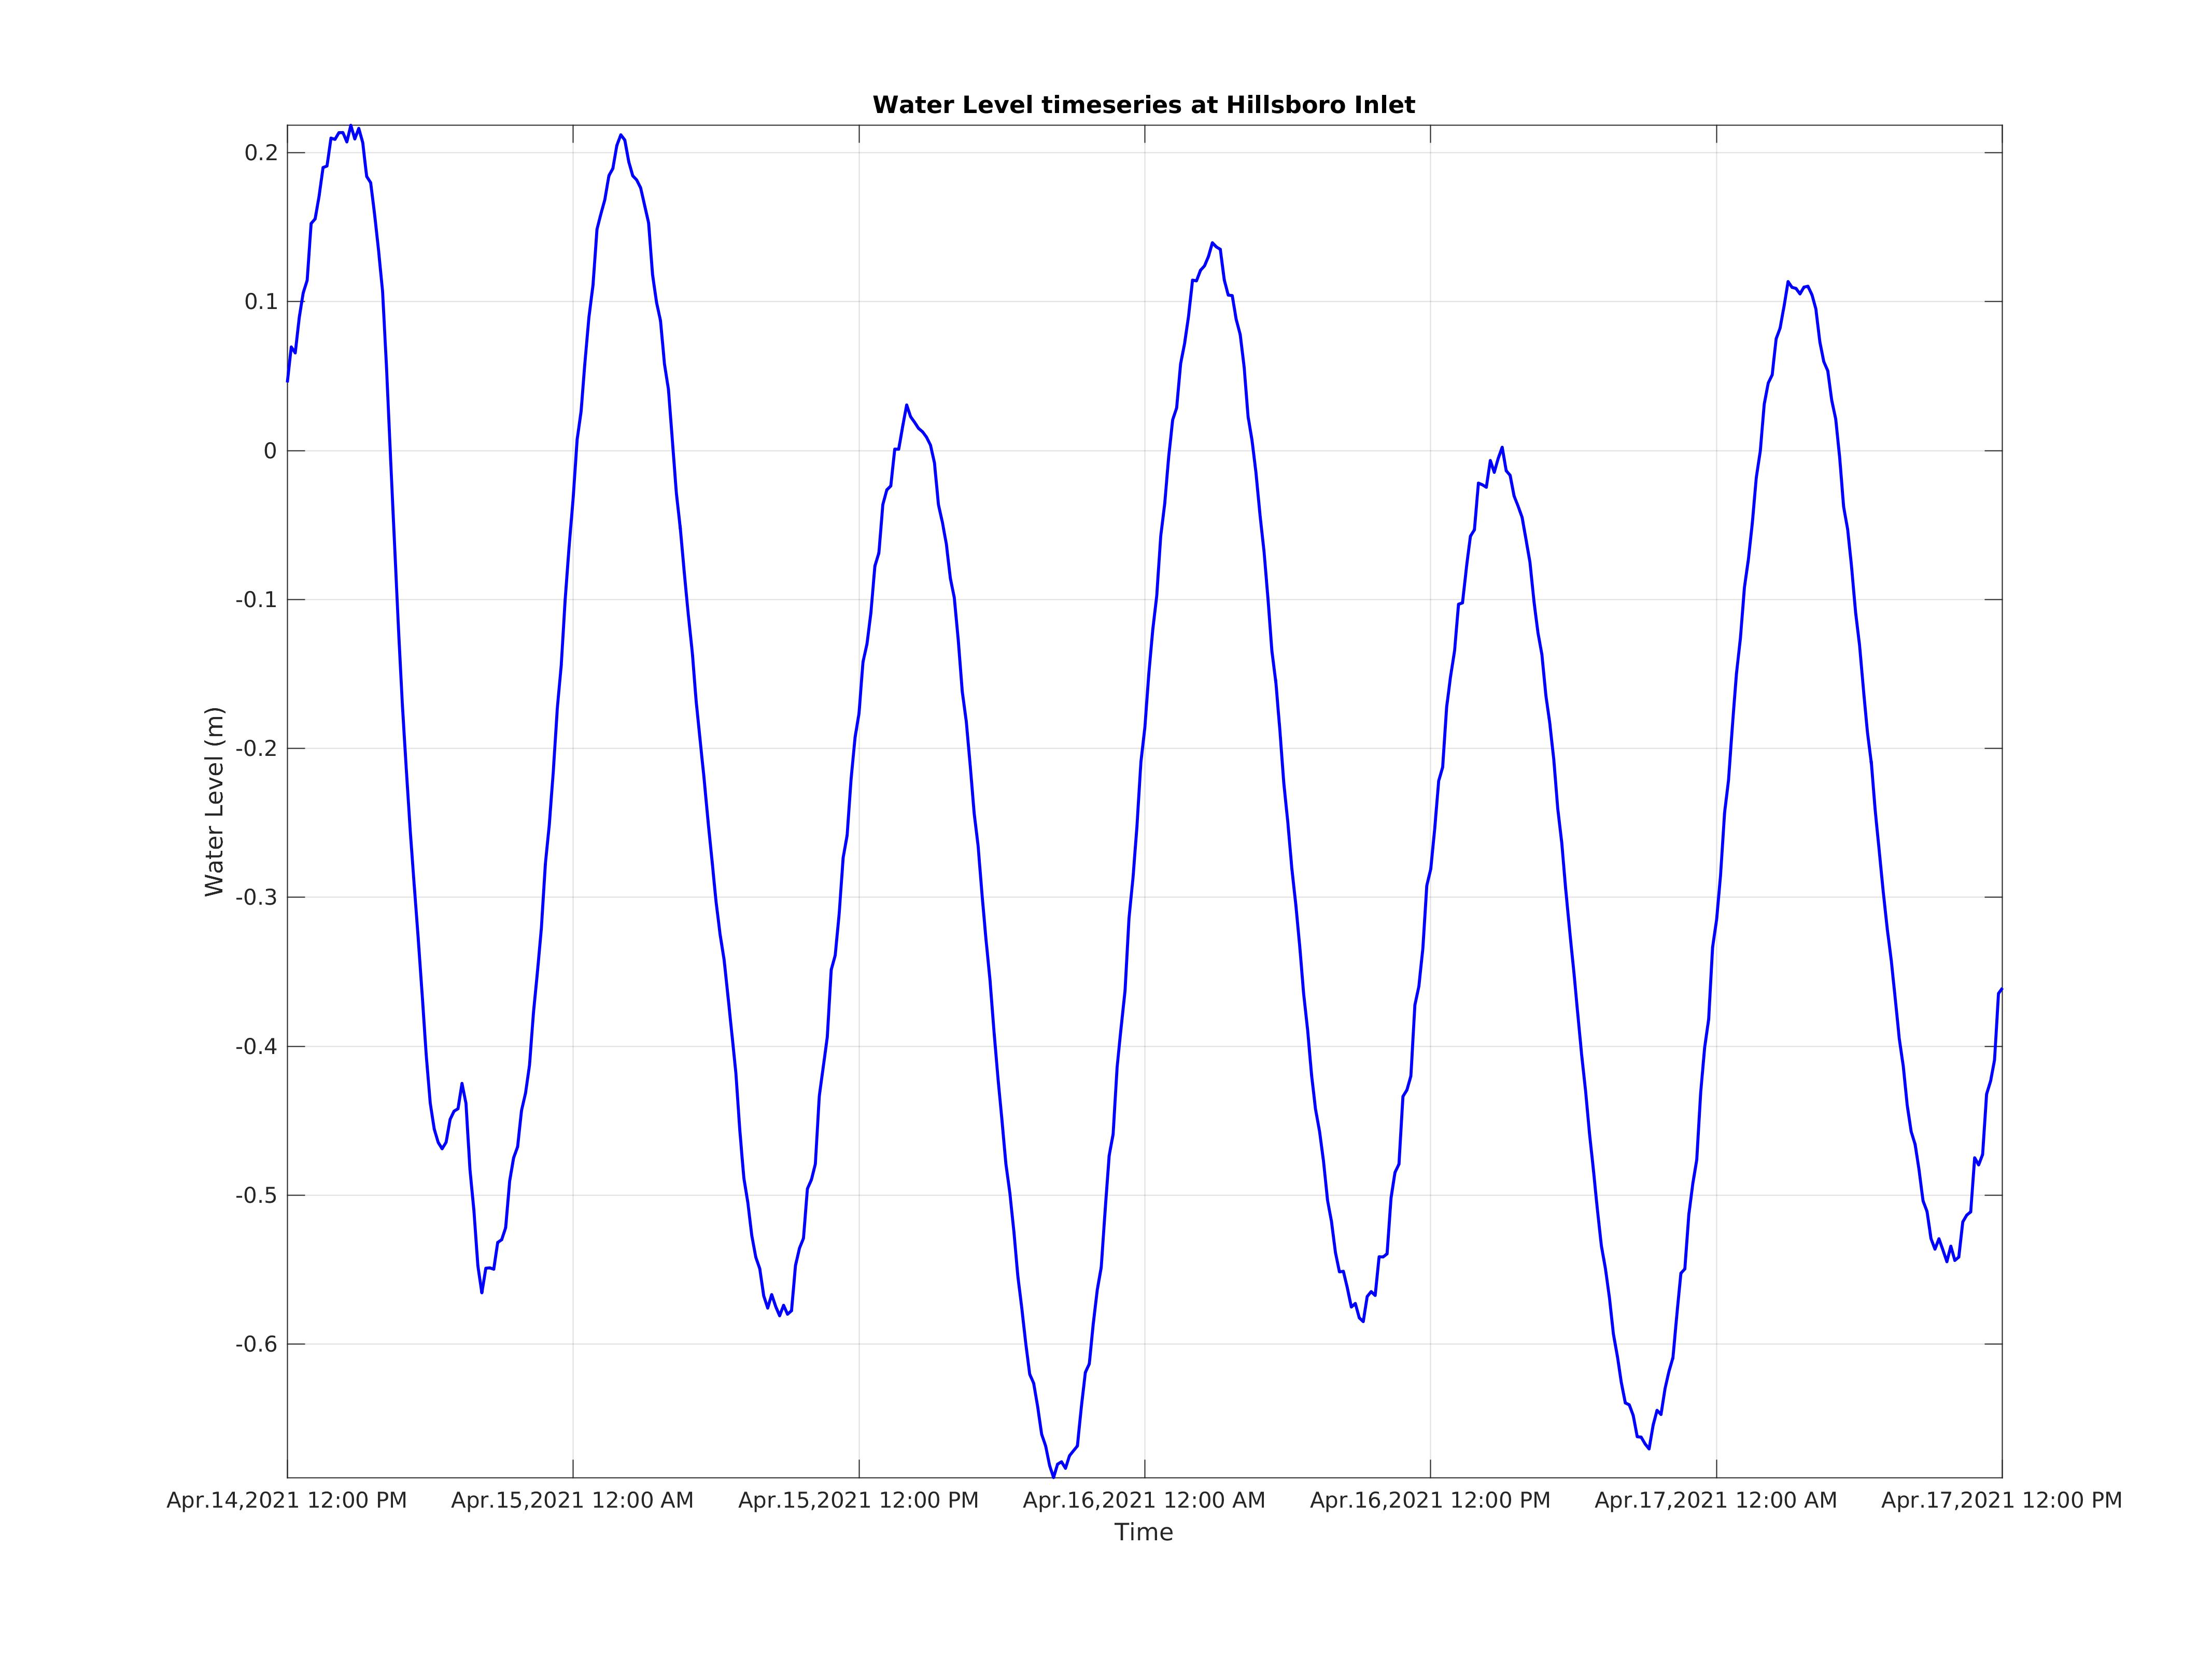 Water Level timeseries at Hillsboro Inlet
0.2
0.1
0
-0.1
-0.2
-0.3
-0.4
-0.5
-0.6
Water Level (m)
Apr.14,2021 12:00 PM Apr.15,2021 12:00 AM Apr.15,2021 12:00 PM Apr.16,2021 12:00 AM Apr.16,2021 12:00 PM Apr.17,2021 12:00 AM Apr.17,2021 12:00 PM
Time